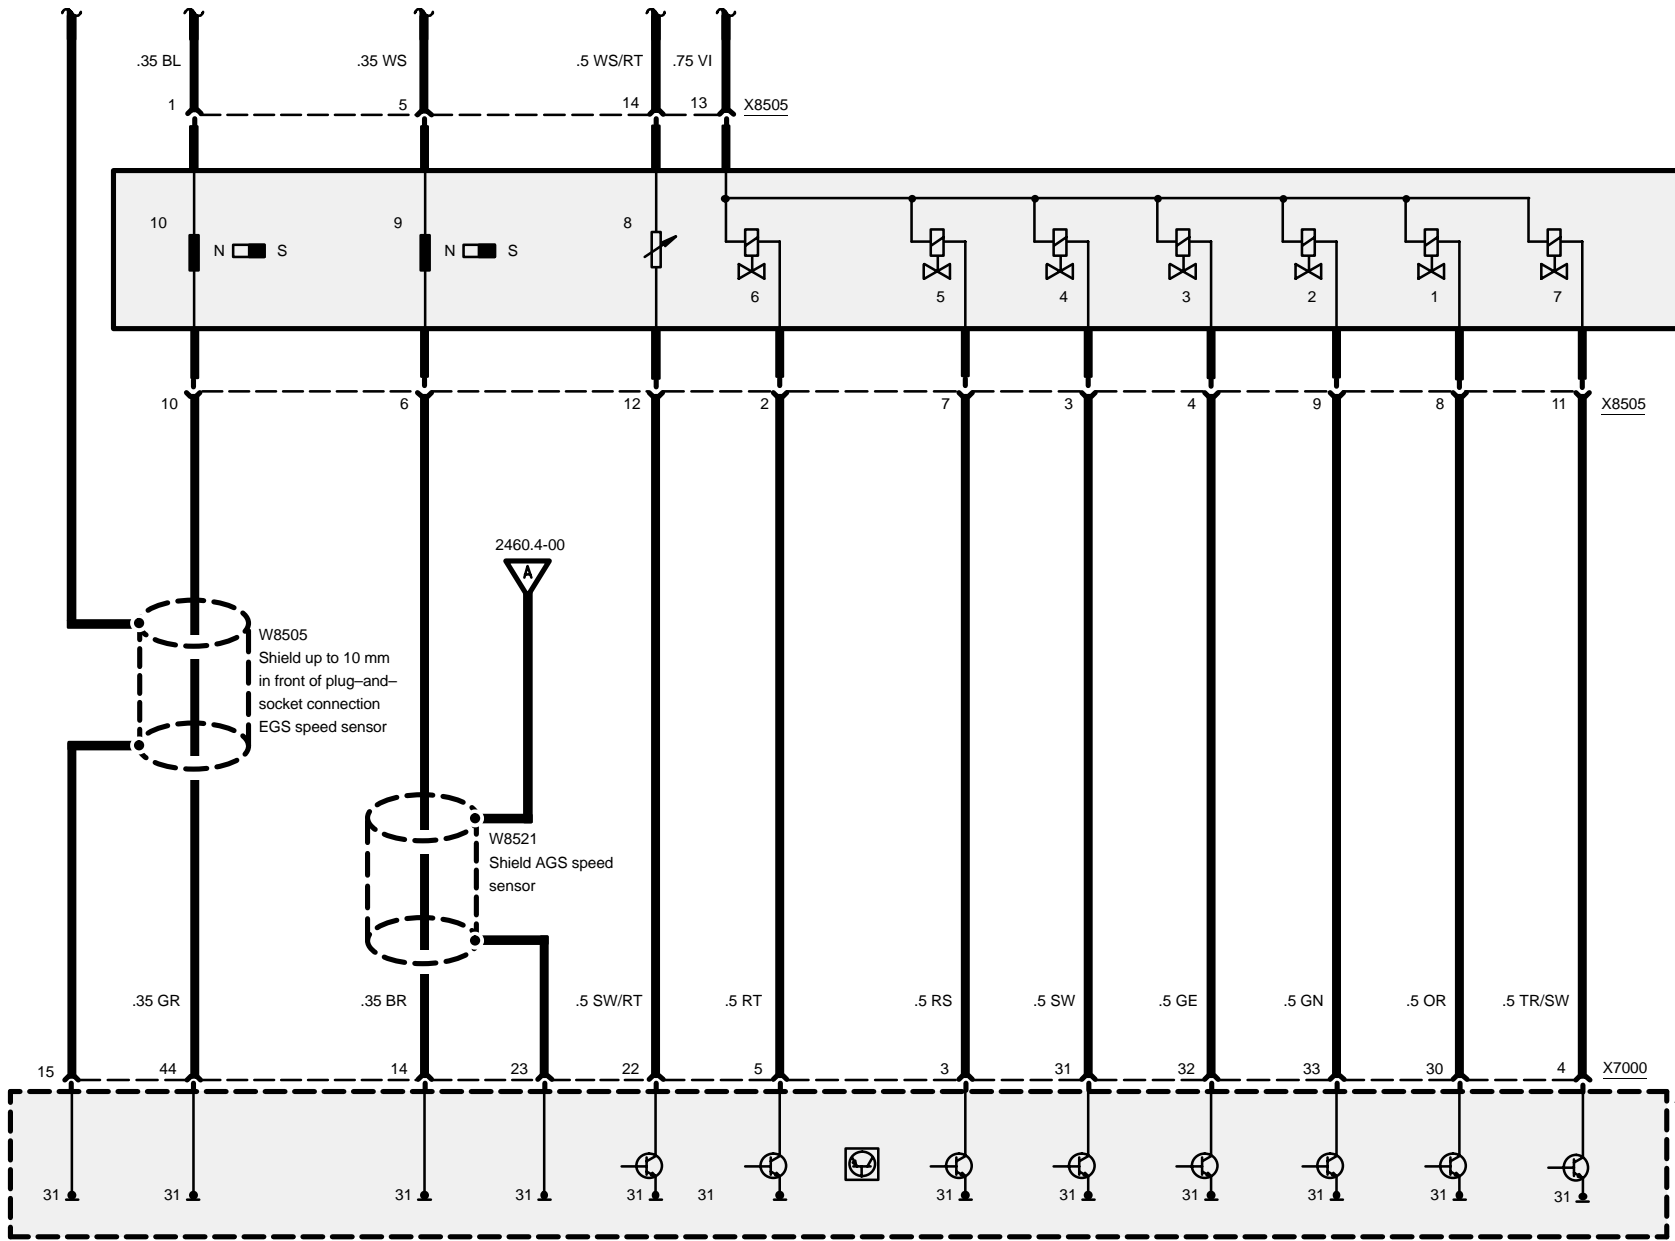 .35 BL .35 WS .5 WS/RT .75 VI
1 5 14 13 X8505
10 9 8
N S N S
6 5 4 3 2 1 7
10 6 12 2 7 3 4 9 8 11 X8505
2460.4-00
A
W8505
Shield up to 10 mm
in front of plug–and–
socket connection
EGS speed sensor
W8521
Shield AGS speed
sensor
.35 GR .35 BR .5 SW/RT .5 RT .5 RS .5 SW .5 GE .5 GN .5 OR .5 TR/SW
15 44 14 23 22 5 3 31 32 33 30 4 X7000
31 31 31 31 31 31 31 31 31 31 31 31